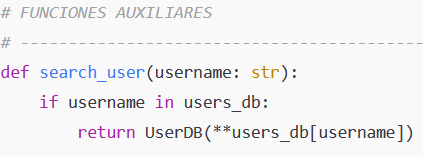 # FUNCIONES AUXILIARES
# ------------------------------------------
def search_user(username: str):
    if username in users_db:
        return UserDB(**users_db[username])